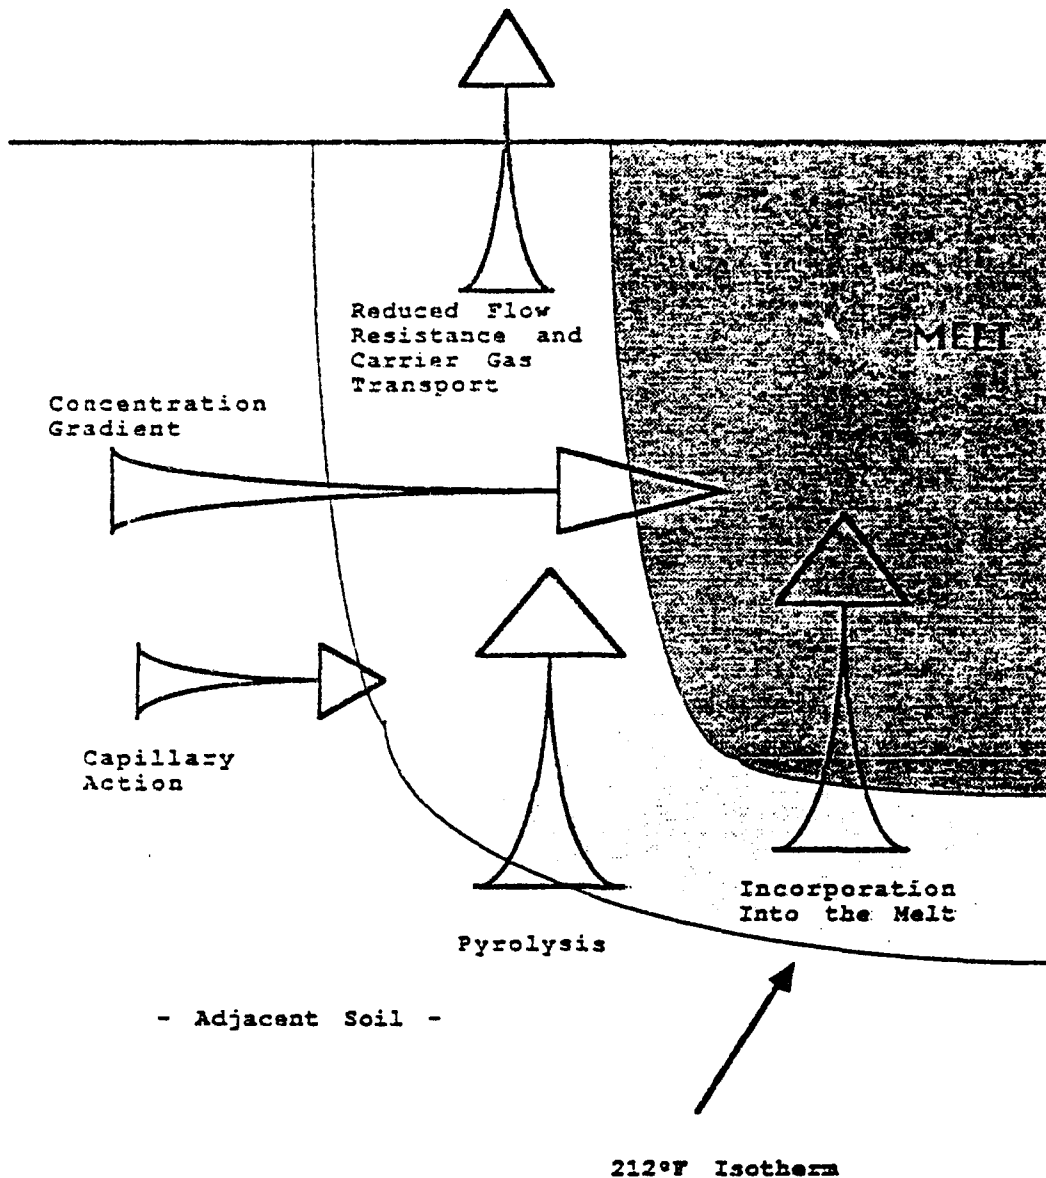 Reduced Flow
Resistance and
Carrier Gas
Transport
MELT
Concentration
Gradient
Capillary
Action
Incorporation
Into the Melt
Pyrolysis
- Adjacent Soil -
212°F Isotherm